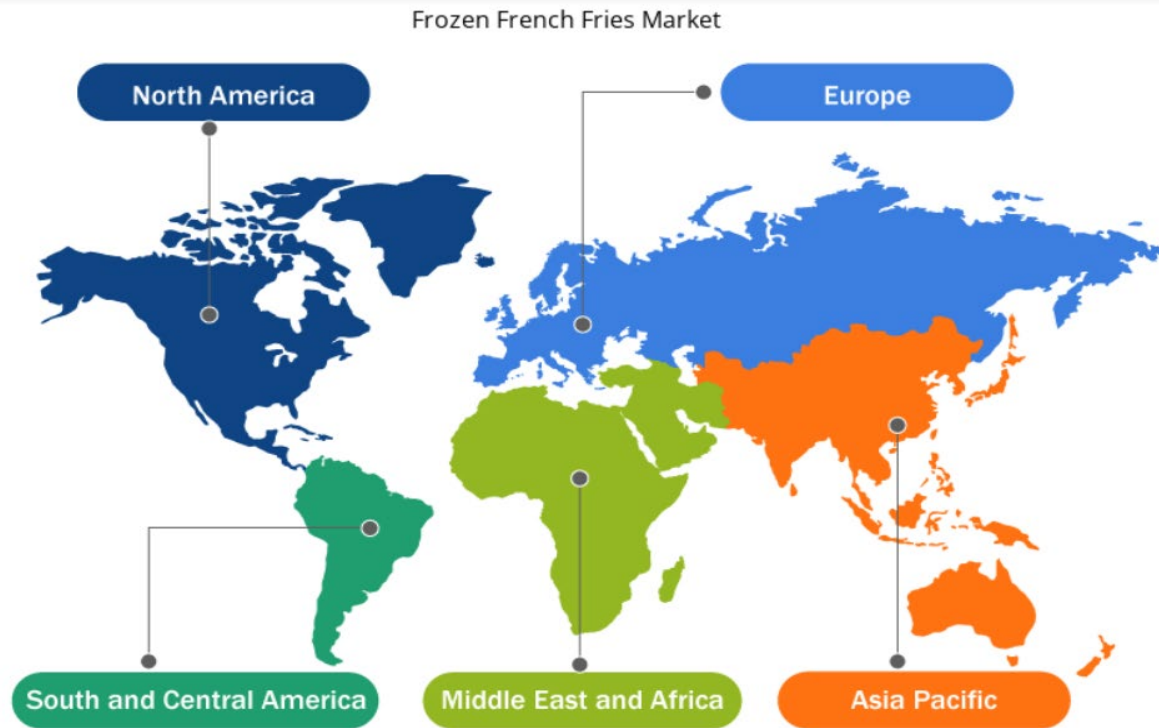 Frozen French Fries Market
North America
Europe
South and Central America
Middle East and Africa
Asia Pacific